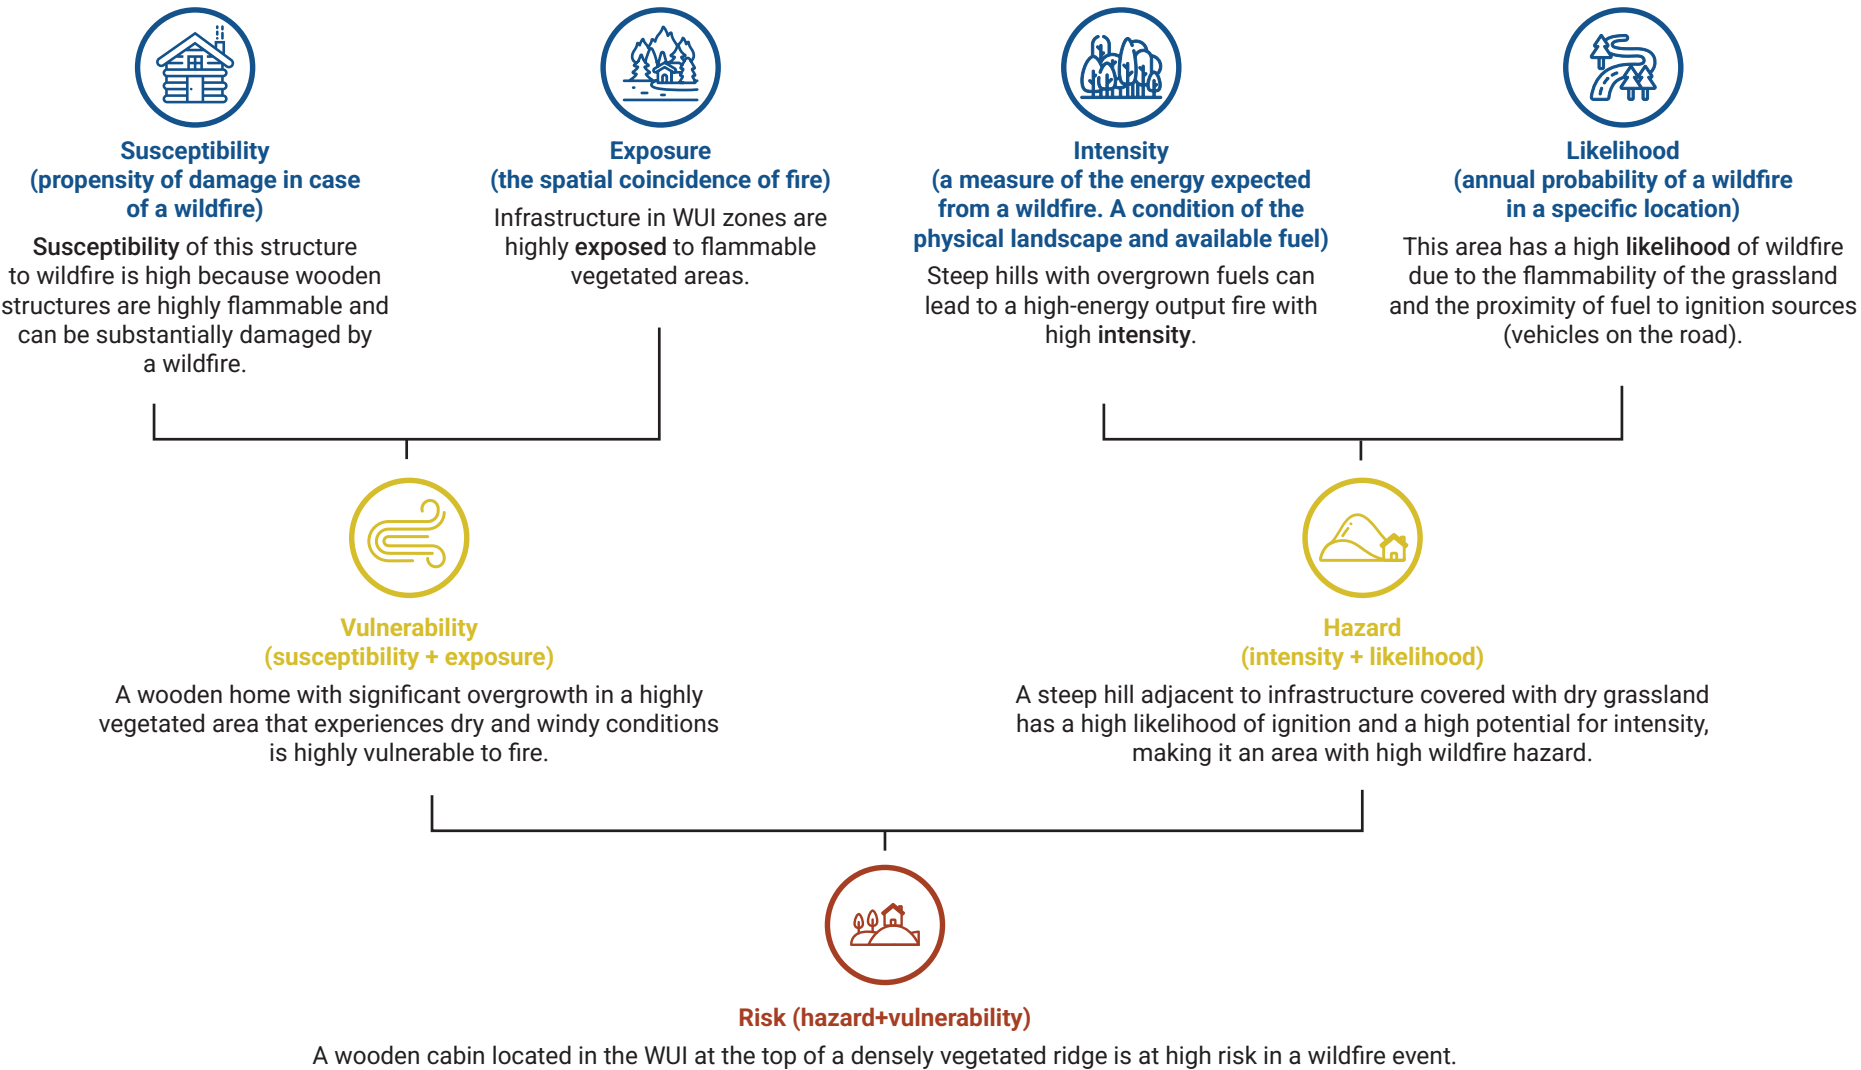 Susceptibility
(propensity of damage in case
of a wildfire)
Susceptibility of this structure
to wildfire is high because wooden
structures are highly flammable and
can be substantially damaged by
a wildfire.
Exposure
(the spatial coincidence of fire)
Infrastructure in WUI zones are
highly exposed to flammable
vegetated areas.
Intensity
(a measure of the energy expected
from a wildfire. A condition of the
physical landscape and available fuel)
Steep hills with overgrown fuels can
lead to a high-energy output fire with
high intensity.
Likelihood
(annual probability of a wildfire
in a specific location)
This area has a high likelihood of wildfire
due to the flammability of the grassland
and the proximity of fuel to ignition sources
(vehicles on the road).
Vulnerability
(susceptibility + exposure)
A wooden home with significant overgrowth in a highly
vegetated area that experiences dry and windy conditions
is highly vulnerable to fire.
Hazard
(intensity + likelihood)
A steep hill adjacent to infrastructure covered with dry grassland
has a high likelihood of ignition and a high potential for intensity,
making it an area with high wildfire hazard.
Risk (hazard+vulnerability)
A wooden cabin located in the WUI at the top of a densely vegetated ridge is at high risk in a wildfire event.